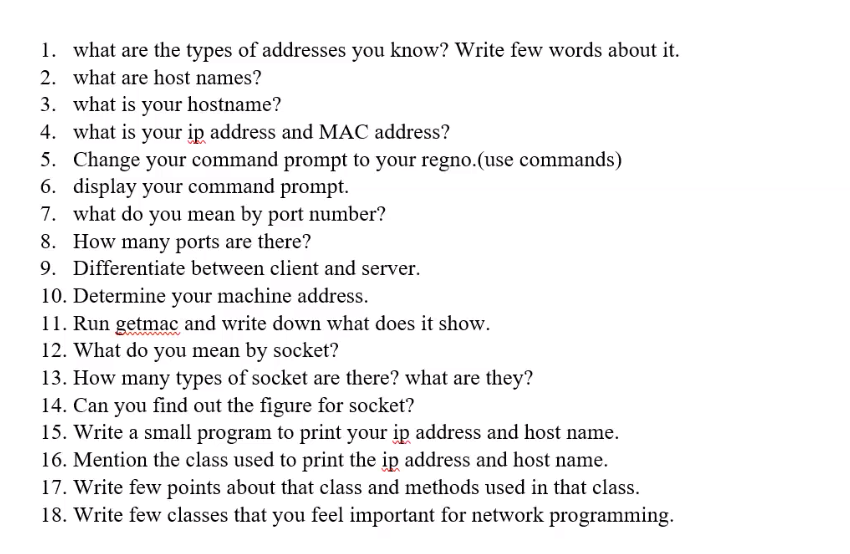 1. what are the types of addresses you know? Write few words about it.
2. what are host names?
3. what is your hostname?
4. what is your ip address and MAC address?
5. Change your command prompt to your regno.(use commands)
6. display your command prompt.
7. what do you mean by port number?
8. How many ports are there?
9. Differentiate between client and server.
10. Determine your machine address.
11. Run getmac and write down what does it show.
12. What do you mean by socket?
13. How many types of socket are there? what are they?
14. Can you find out the figure for socket?
15. Write a small program to print your ip address and host name.
16. Mention the class used to print the ip address and host name.
17. Write few points about that class and methods used in that class.
18. Write few classes that you feel important for network programming.